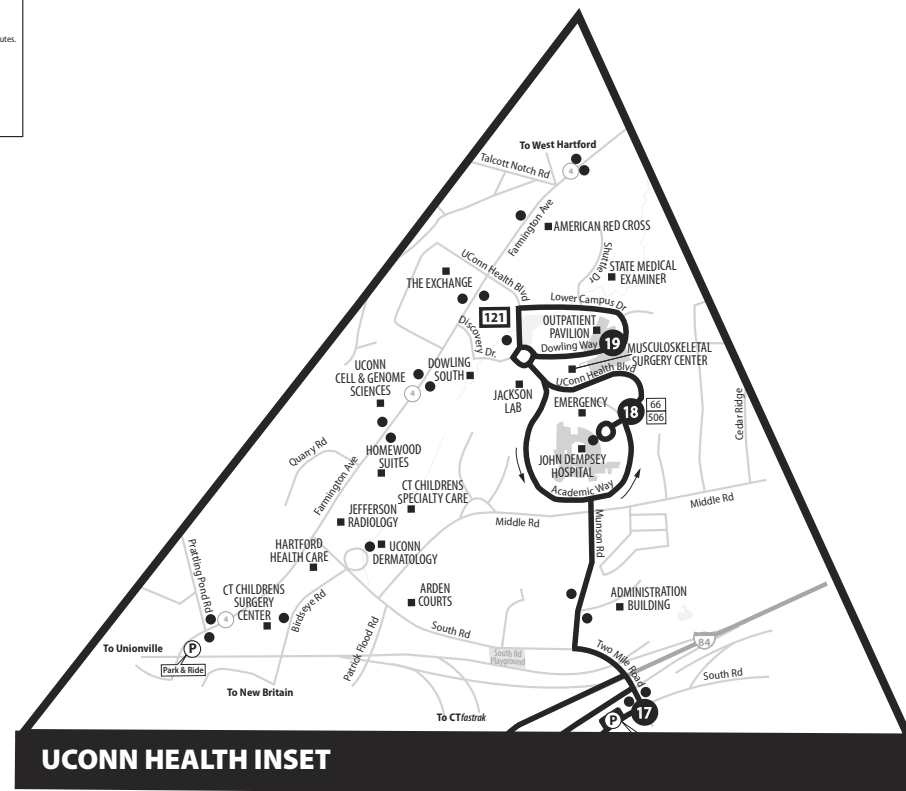 utes.
To West Hartford
Talcott Notch Rd
4
Farmington Ave
AMERICAN RED CROSS
Shuttle Dr
STATE MEDICAL
EXAMINER
UConn Health Blvd
THE EXCHANGE
Lower Campus Dr
121
OUTPATIENT
PAVILION
19
Discovery Dr.
Dowling Way
MUSCULOSKELETAL
SURGERY CENTER
UCONN
CELL & GENOME
SCIENCES
DOWLING
SOUTH
UConn Health Blvd
4
JACKSON
LAB
EMERGENCY
18
66
506
Cedar Ridge
Quarry Rd
HOMEWOOD
SUITES
JOHN DEMPSEY
HOSPITAL
Farmington Ave
CT CHILDRENS
SPECIALTY CARE
Academic Way
Middle Rd
JEFFERSON
RADIOLOGY
Middle Rd
Munson Rd
HARTFORD
HEALTH CARE
UCONN
DERMATOLOGY
Prattling Pond Rd
CT CHILDRENS
SURGERY
CENTER
Birdseye Rd
ARDEN
COURTS
ADMINISTRATION
BUILDING
4
South Rd
84
To Unionville
P
Park & Ride
Patrick Flood Rd
South Rd
Playground
Two Mile Road
South Rd
To New Britain
To CTfastrak
P
17
UCONN HEALTH INSET